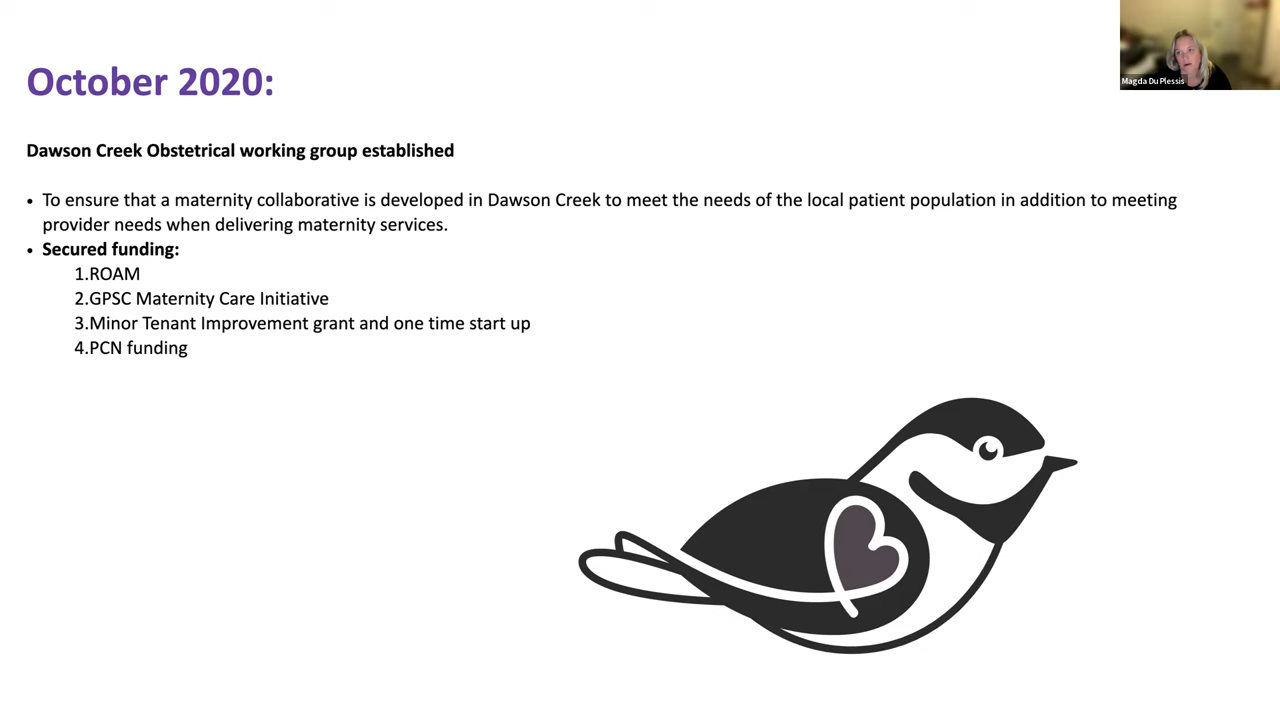 October 2020:
Magda Du Plessis
Dawson Creek Obstetrical working group established
• To ensure that a maternity collaborative is developed in Dawson Creek to meet the needs of the local patient population in addition to meeting
provider needs when delivering maternity services.
• Secured funding:
1.ROAM
2.GPSC Maternity Care Initiative
3.Minor Tenant Improvement grant and one time start up
4.PCN funding